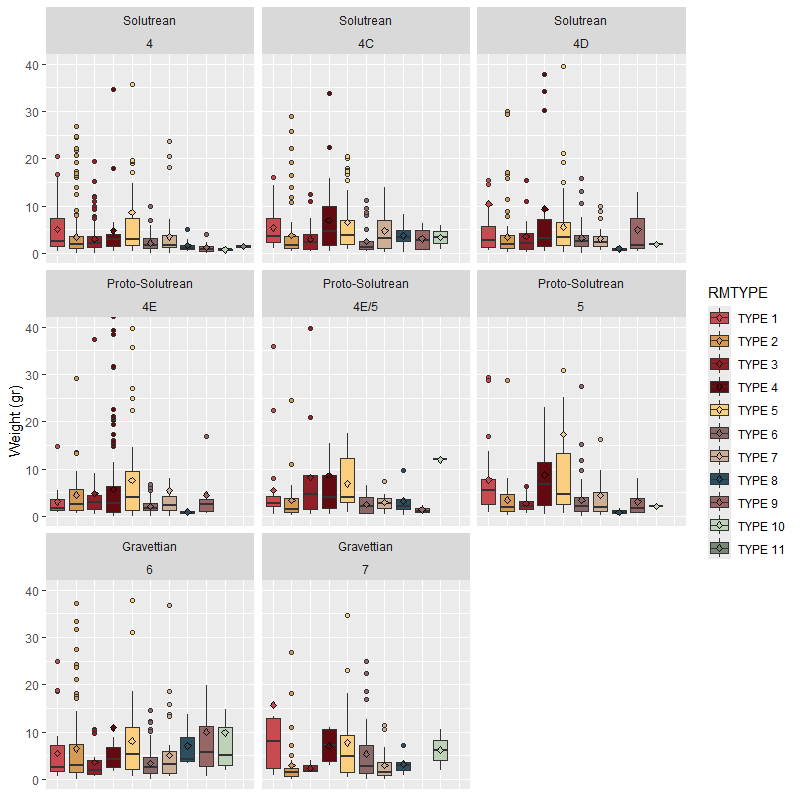 Solutrean Solutrean Solutrean
4 4C 4D
40
30
20
10
0
Proto-Solutrean Proto-Solutrean Proto-Solutrean
4E 4E/5 5
40
30
20
10
0
Weight (gr)
Gravettian Gravettian
6 7
40
30
20
10
0
RMTYPE
TYPE 1
TYPE 2
TYPE 3
TYPE 4
TYPE 5
TYPE 6
TYPE 7
TYPE 8
TYPE 9
TYPE 10
TYPE 11